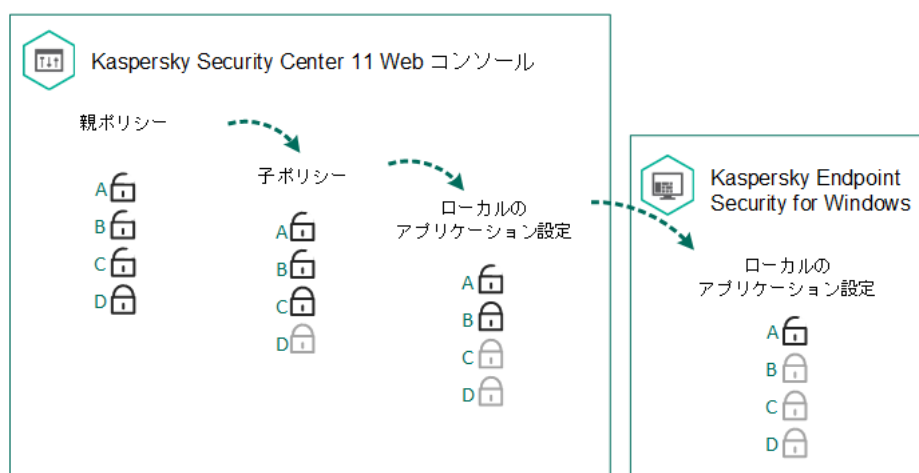 Kaspersky Security Center 11 Web コンソール
親ポリシー
A
B
C
D
子ポリシー
A
B
C
D
ローカルの
アプリケーション設定
A
B
C
D
Kaspersky Endpoint
Security for Windows
ローカルの
アプリケーション設定
A
B
C
D